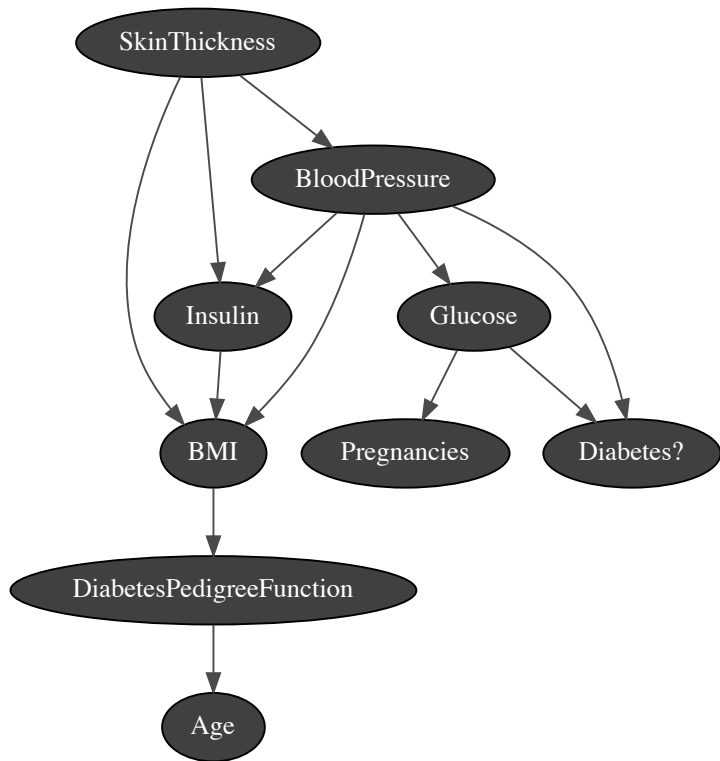 SkinThickness
BloodPressure
Insulin
Glucose
BMI
Pregnancies
Diabetes?
DiabetesPedigreeFunction
Age